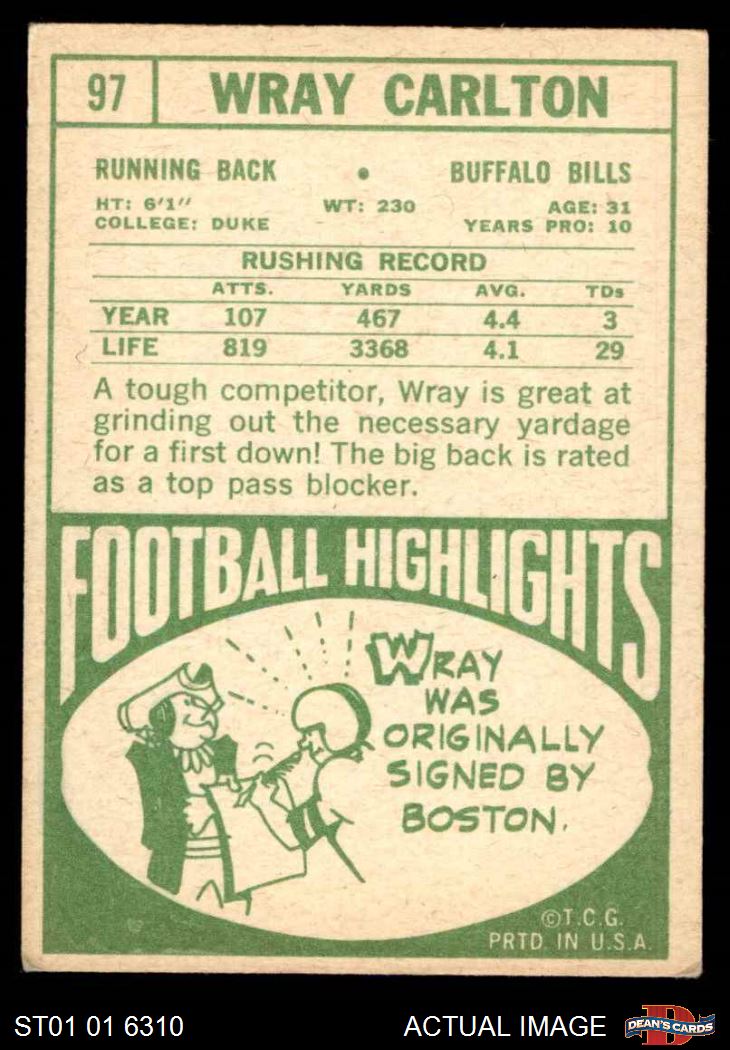 97 WRAY CARLTON
RUNNING BACK • BUFFALO BILLS
HT: 6'1" WT: 230 AGE: 31
COLLEGE: DUKE YEARS PRO: 10
RUSHING RECORD
ATTS. YARDS AVG. TDs
YEAR 107 467 4.4 3
LIFE 819 3368 4.1 29
A tough competitor, Wray is great at
grinding out the necessary yardage
for a first down! The big back is rated
as a top pass blocker.
FOOTBALL HIGHLIGHTS
WRAY
WAS
ORIGINALLY
SIGNED BY
BOSTON.
©T.C.G.
PRTD. IN U.S.A.
ST01 01 6310 ACTUAL IMAGE D DEAN'S CARDS